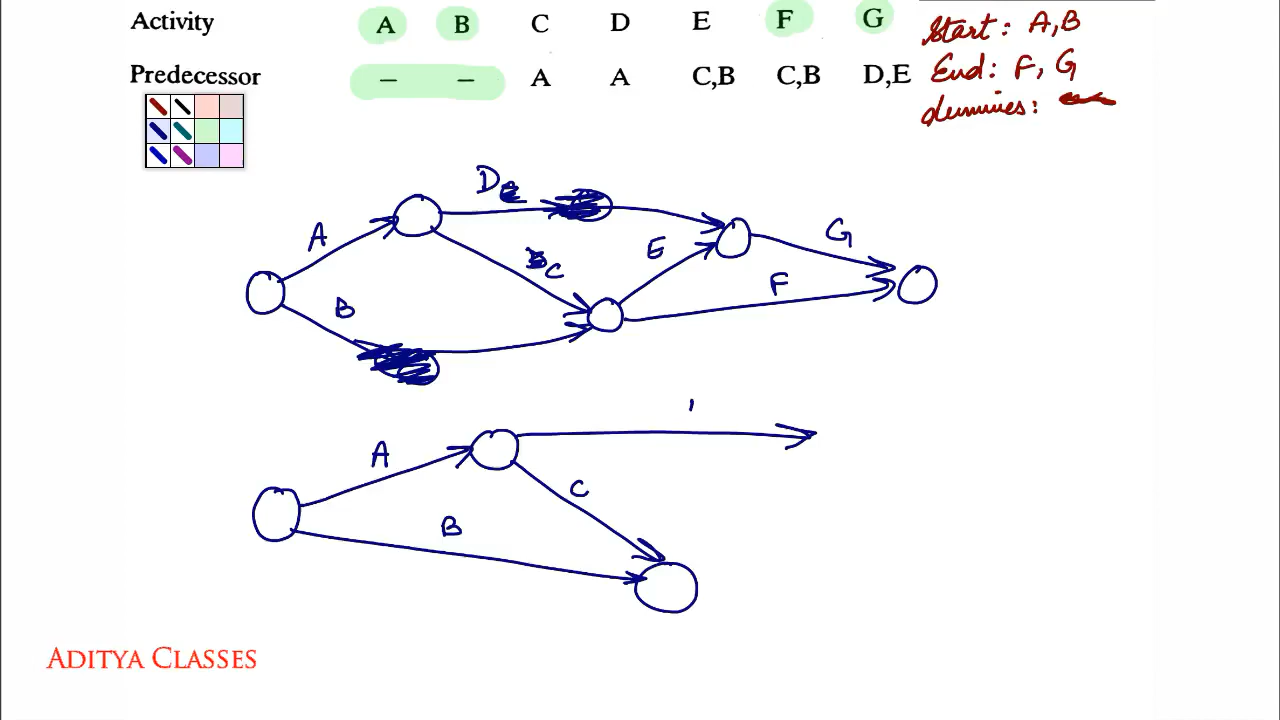 Activity A B C D E F G
Predecessor – – A A C,B C,B D,E
Start: A,B
End: F, G
dummies:
D
A
G
E
C
F
B
A
C
B
ADITYA CLASSES